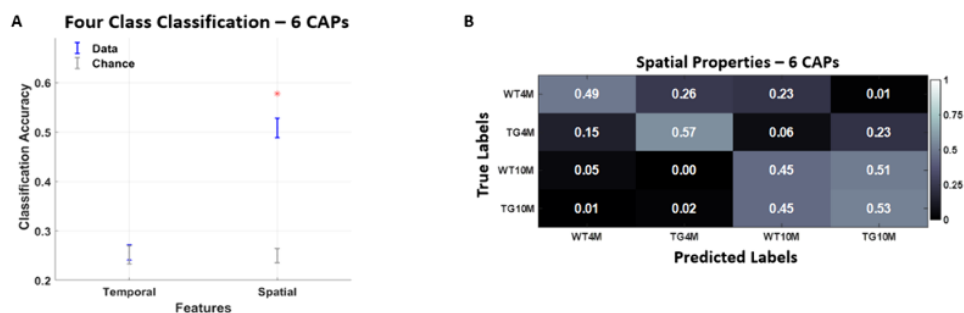 A
Four Class Classification – 6 CAPs
Data
Chance
Classification Accuracy
0.6
0.5
0.4
0.3
0.2
*
Temporal
Spatial
Features
B
Spatial Properties – 6 CAPs
True Labels
WT4M 0.49 0.26 0.23 0.01
TG4M 0.15 0.57 0.06 0.23
WT10M 0.05 0.00 0.45 0.51
TG10M 0.01 0.02 0.45 0.53
WT4M TG4M WT10M TG10M
Predicted Labels
1
0.75
0.5
0.25
0